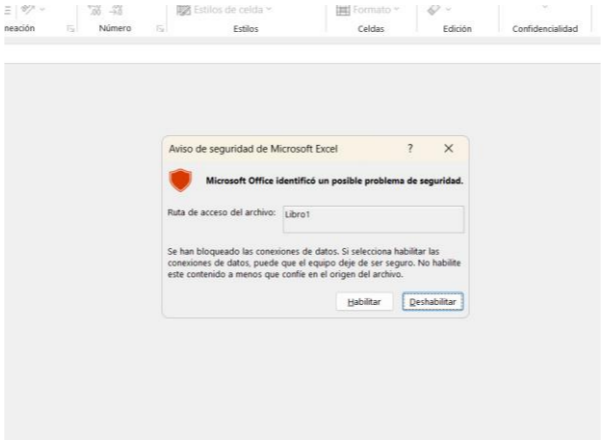 Estilos de celda
Formato
neación
Número
Estilos
Celdas
Edición
Confidencialidad
Aviso de seguridad de Microsoft Excel ? X
Microsoft Office identificó un posible problema de seguridad.
Ruta de acceso del archivo: Libro1
Se han bloqueado las conexiones de datos. Si selecciona habilitar las
conexiones de datos, puede que el equipo deje de ser seguro. No habilite
este contenido a menos que confíe en el origen del archivo.
Habilitar
Deshabilitar